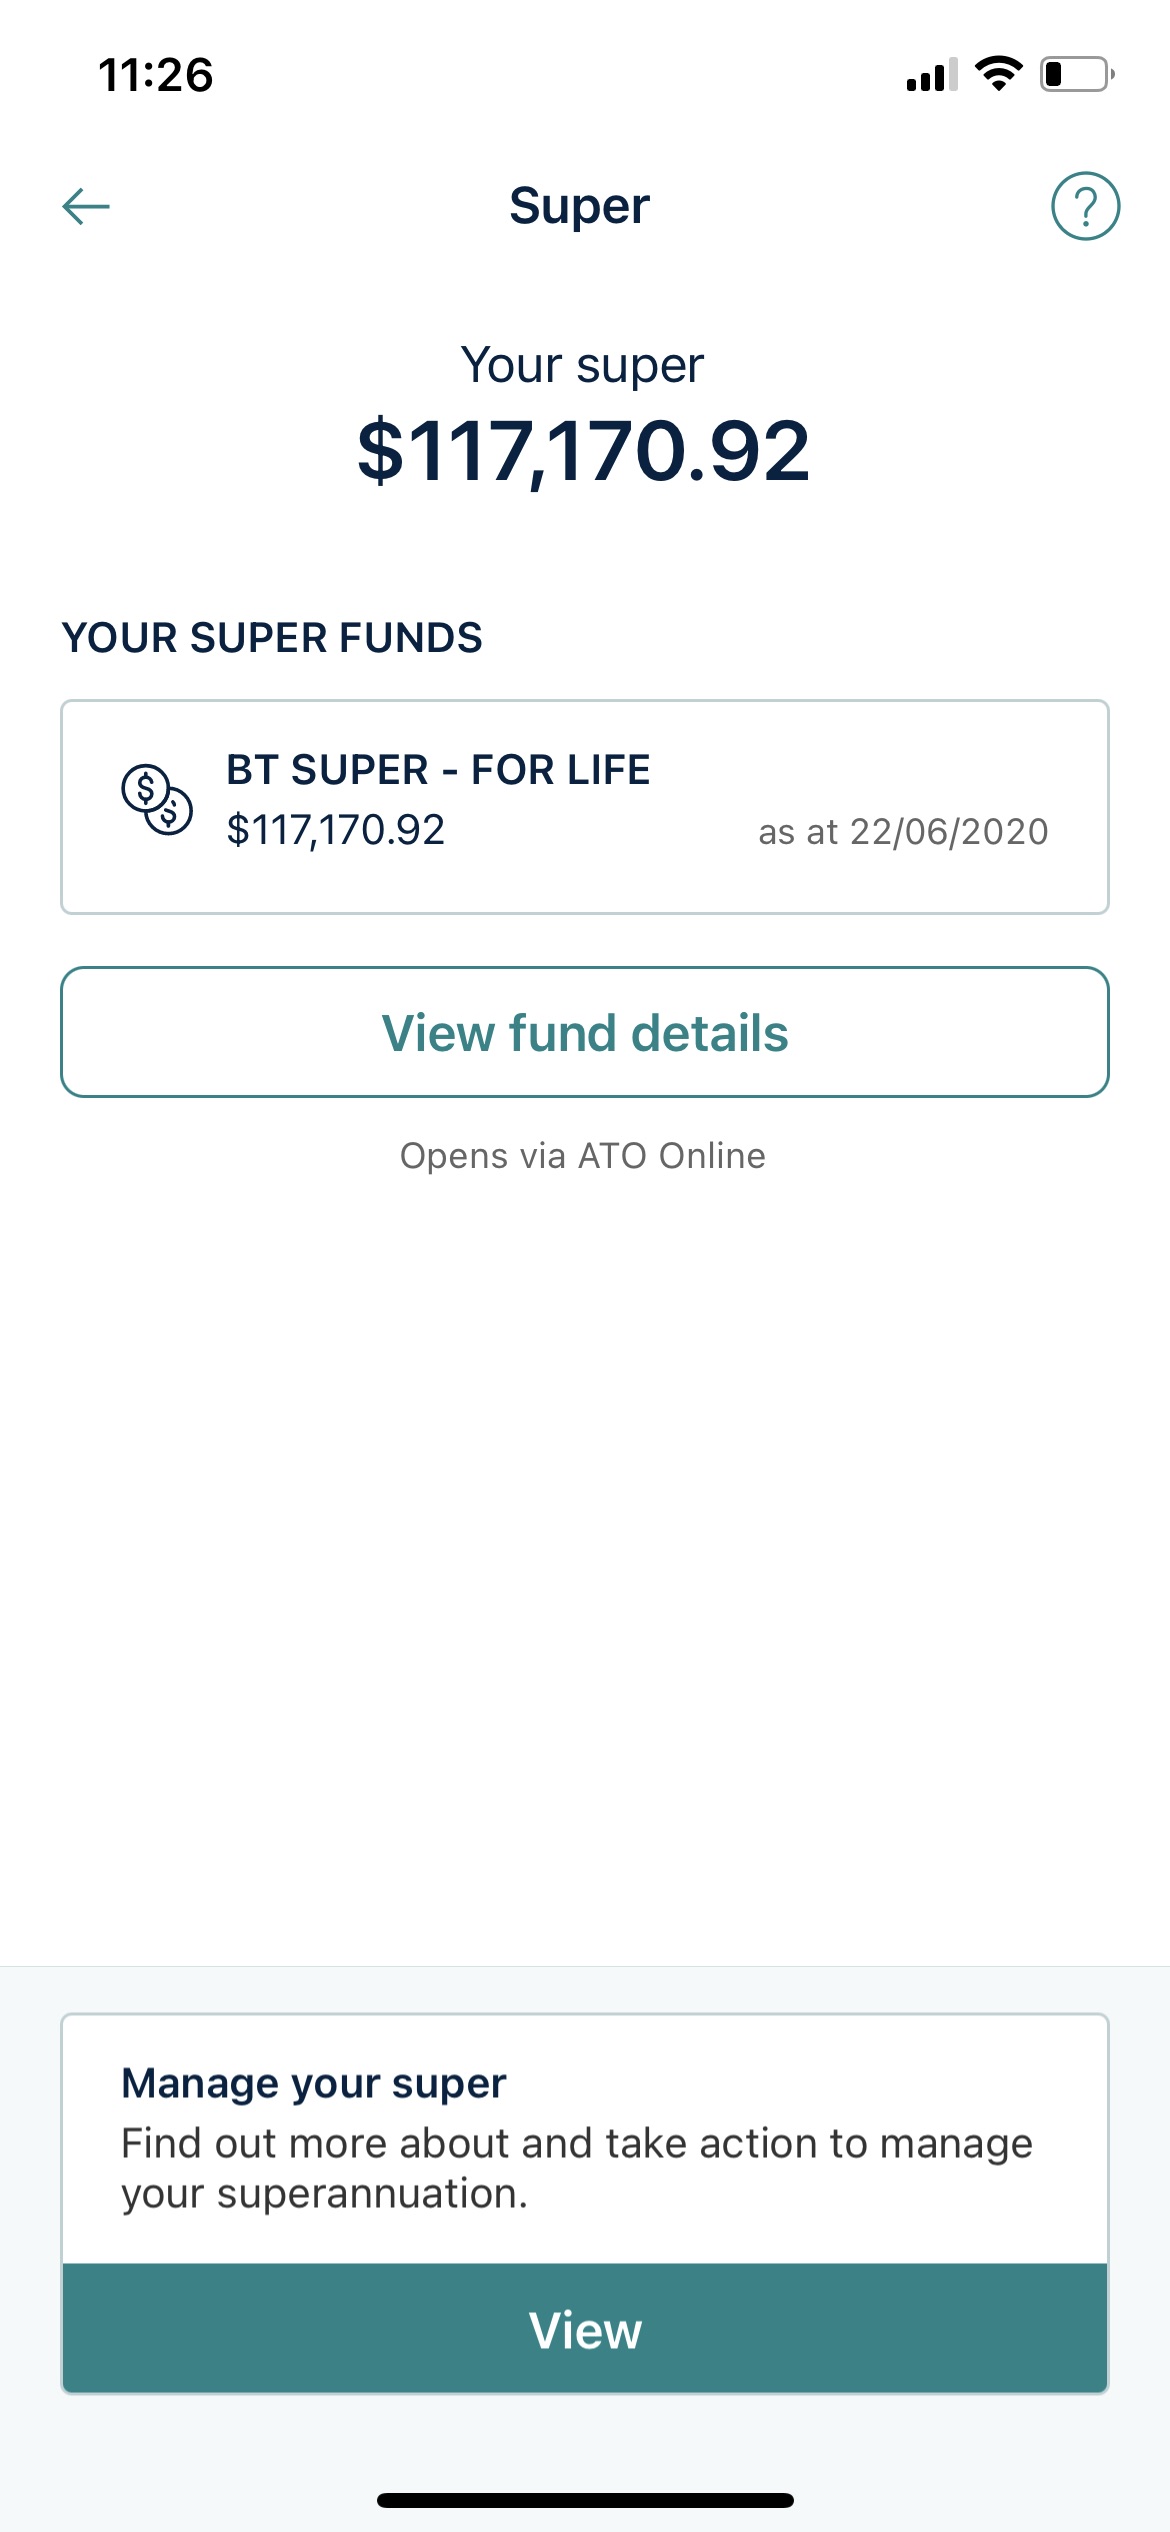 11:26
Super
?
Your super
$117,170.92
YOUR SUPER FUNDS
BT SUPER - FOR LIFE
$117,170.92
as at 22/06/2020
View fund details
Opens via ATO Online
Manage your super
Find out more about and take action to manage
your superannuation.
View